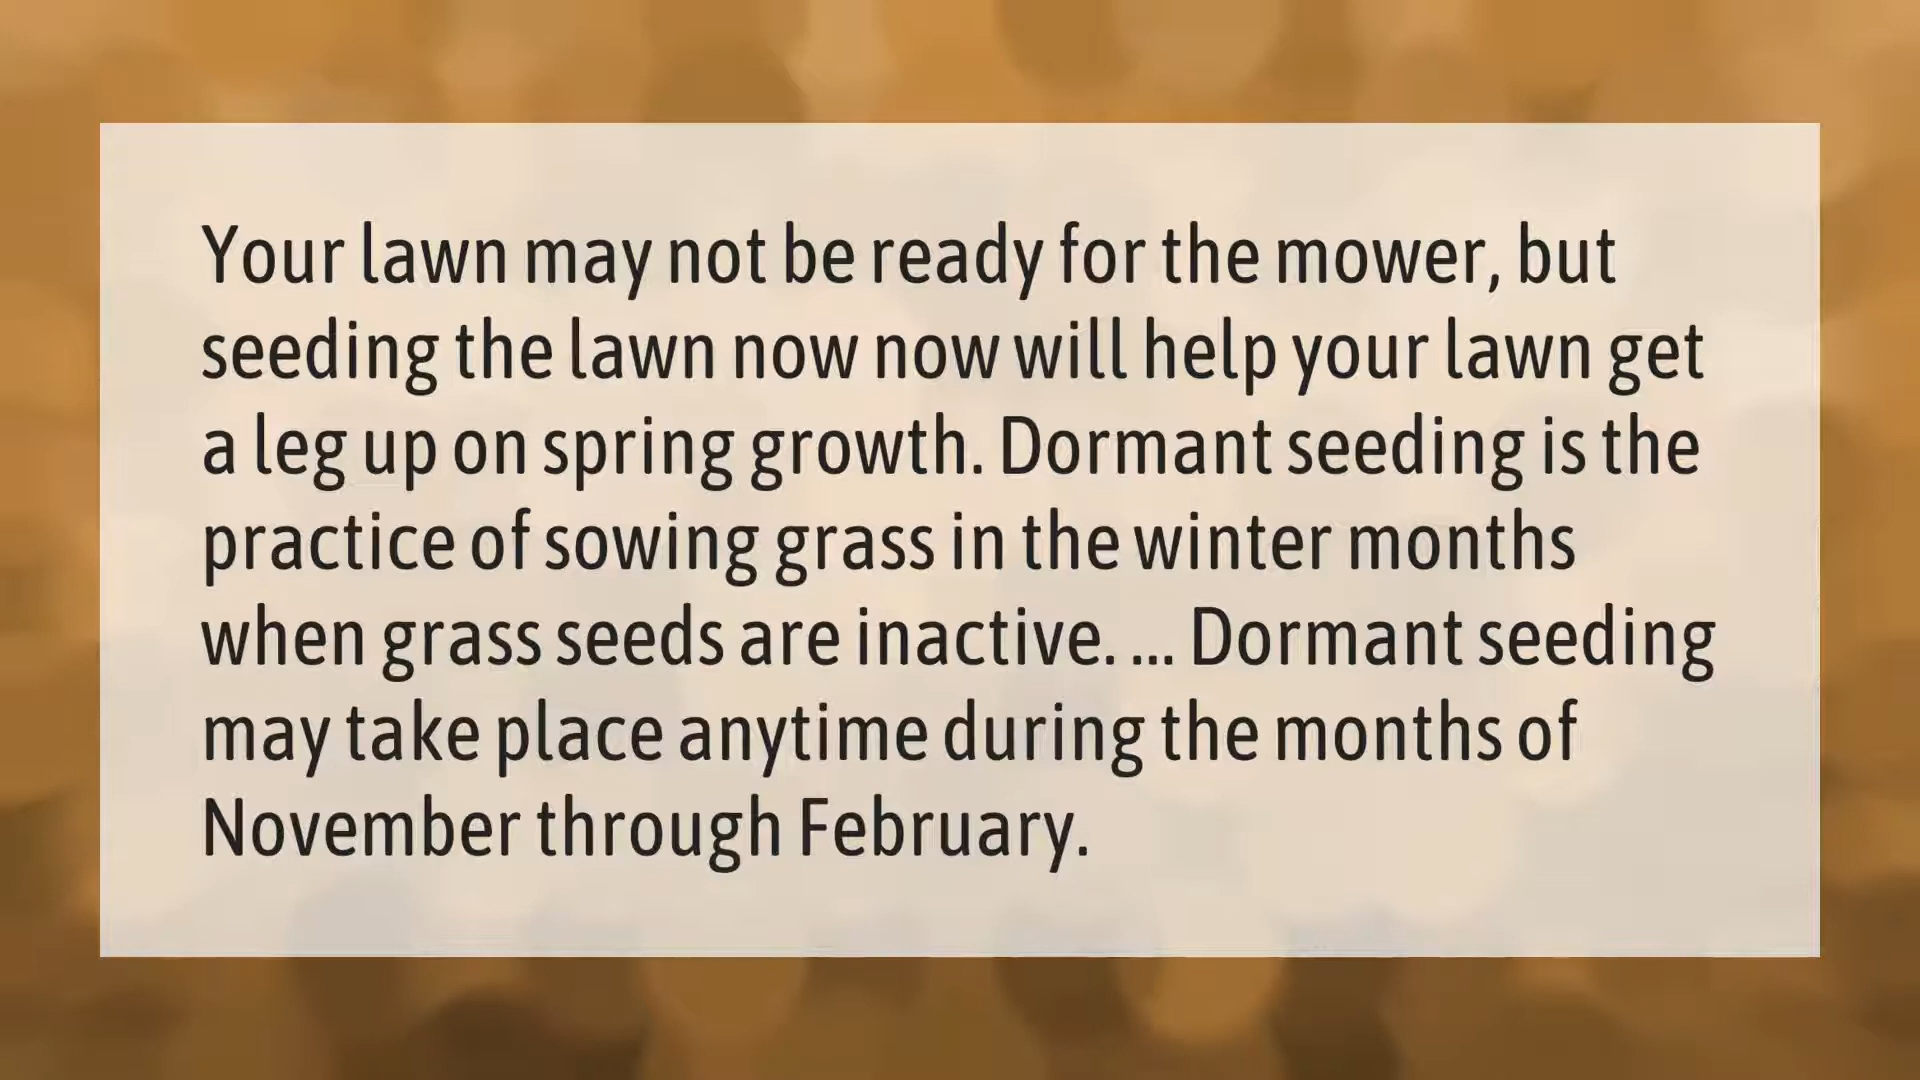 Your lawn may not be ready for the mower, but
seeding the lawn now now will help your lawn get
a leg up on spring growth. Dormant seeding is the
practice of sowing grass in the winter months
when grass seeds are inactive. ... Dormant seeding
may take place anytime during the months of
November through February.